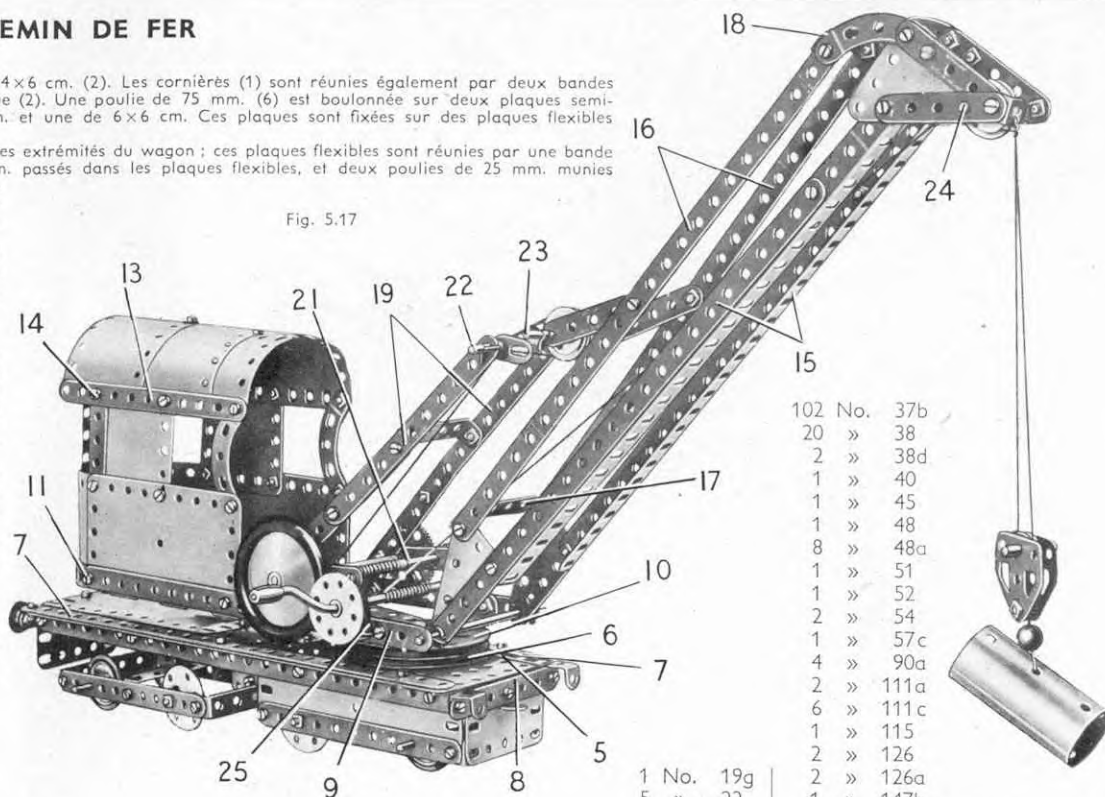 EMIN DE FER
4×6 cm. (2). Les cornières (1) sont réunies également par deux bandes
e (2). Une poulie de 75 mm. (6) est boulonnée sur deux plaques semi-
n. et une de 6×6 cm. Ces plaques sont fixées sur des plaques flexibles
es extrémités du wagon ; ces plaques flexibles sont réunies par une bande
m. passés dans les plaques flexibles, et deux poulies de 25 mm. munies
Fig. 5.17
18
16
24
23
22
21
19
13
14
15
17
11
7
10
6
7
5
8
9
25
102 No. 37b
20 » 38
2 » 38d
1 » 40
1 » 45
1 » 48
8 » 48a
1 » 51
1 » 52
2 » 54
1 » 57c
4 » 90a
2 » 111a
6 » 111c
1 » 115
2 » 126
2 » 126a
1 No. 19g